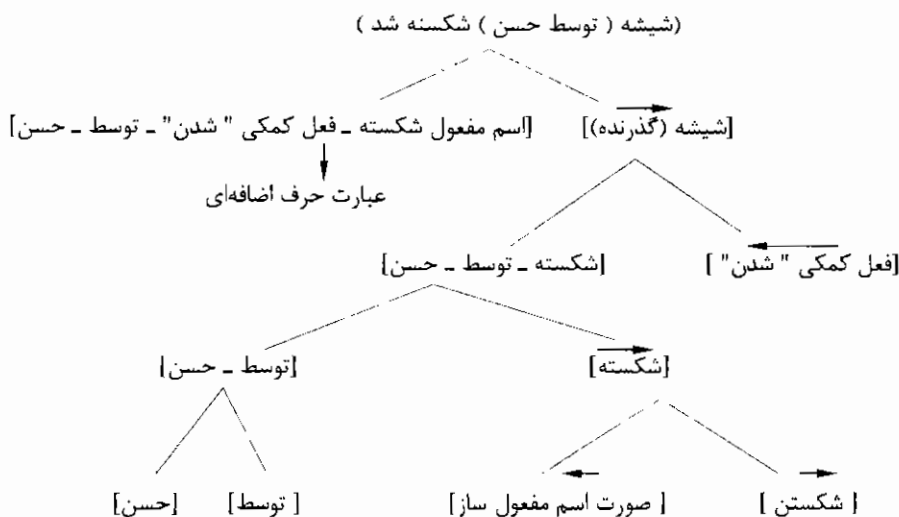 (شیشه ( توسط حسن ) شکسنه شد )
[شیشه (گذرنده)] [اسم مفعول شکسته ـ فعل کمکی " شدن" ـ توسط ـ حسن]
عبارت حرف اضافه‌ای
[فعل کمکی " شدن" ] [شکسته ـ توسط ـ حسن]
[شکسته] [توسط ـ حسن]
[ شکستن ] [ صورت اسم مفعول ساز] [ توسط] [حسن]